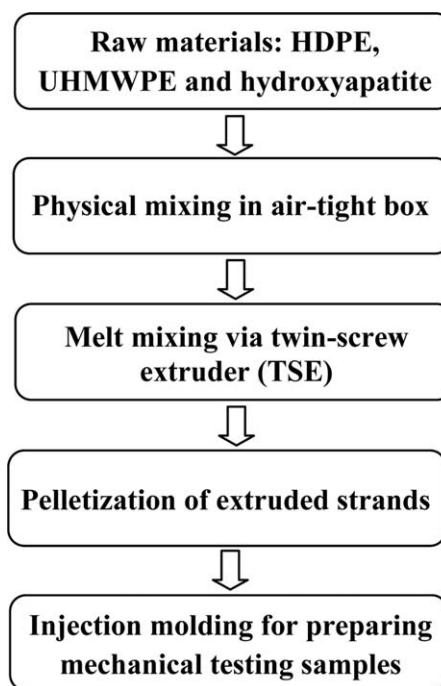 Raw materials: HDPE,
UHMWPE and hydroxyapatite
Physical mixing in air-tight box
Melt mixing via twin-screw
extruder (TSE)
Pelletization of extruded strands
Injection molding for preparing
mechanical testing samples